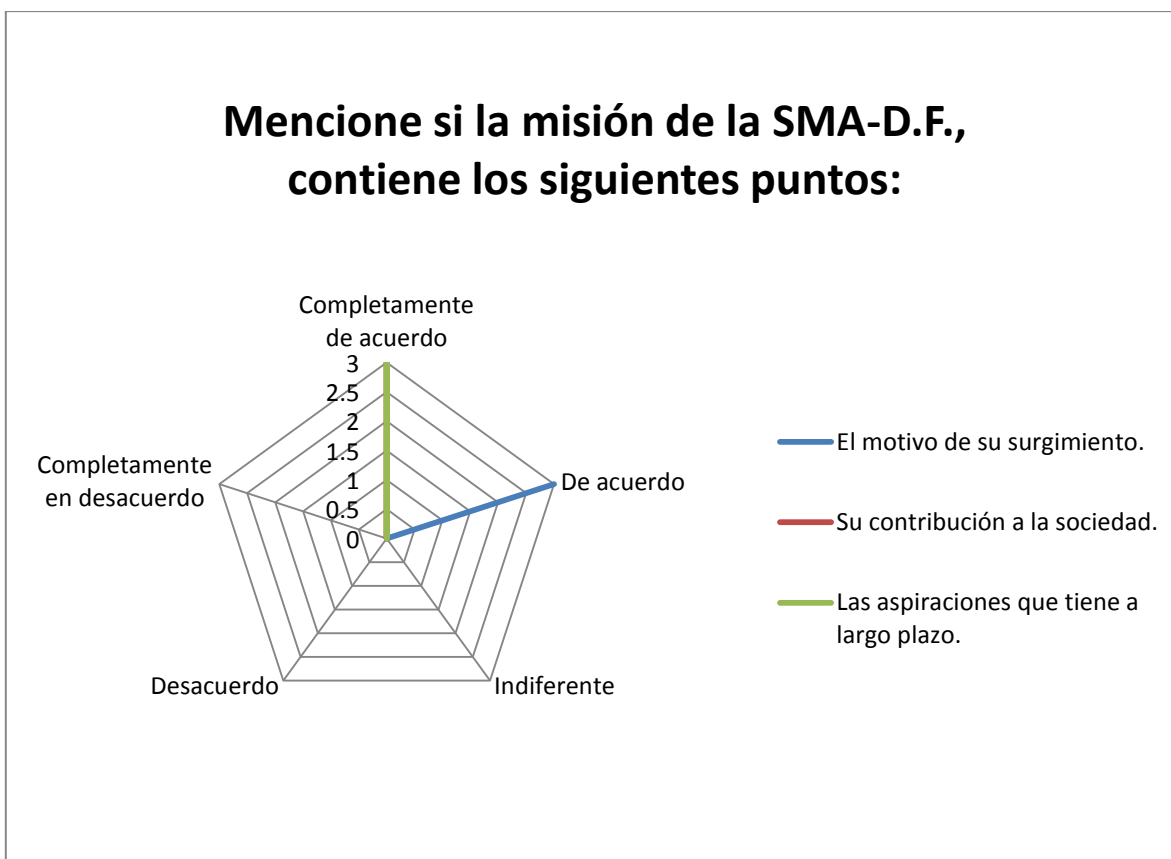 Mencione si la misión de la SMA-D.F.,
contiene los siguientes puntos:
Completamente
de acuerdo
3
2.5
2
1.5
1
0.5
0
De acuerdo
Indiferente
Desacuerdo
Completamente
en desacuerdo
El motivo de su surgimiento.
Su contribución a la sociedad.
Las aspiraciones que tiene a
largo plazo.